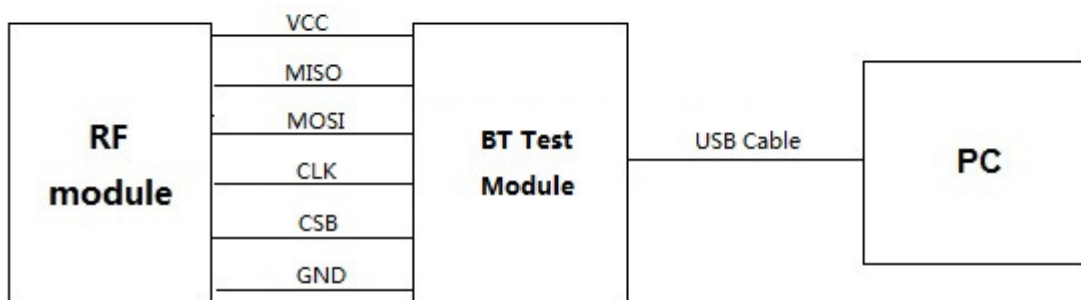 RF
module
VCC
MISO
MOSI
CLK
CSB
GND
BT Test
Module
USB Cable
PC